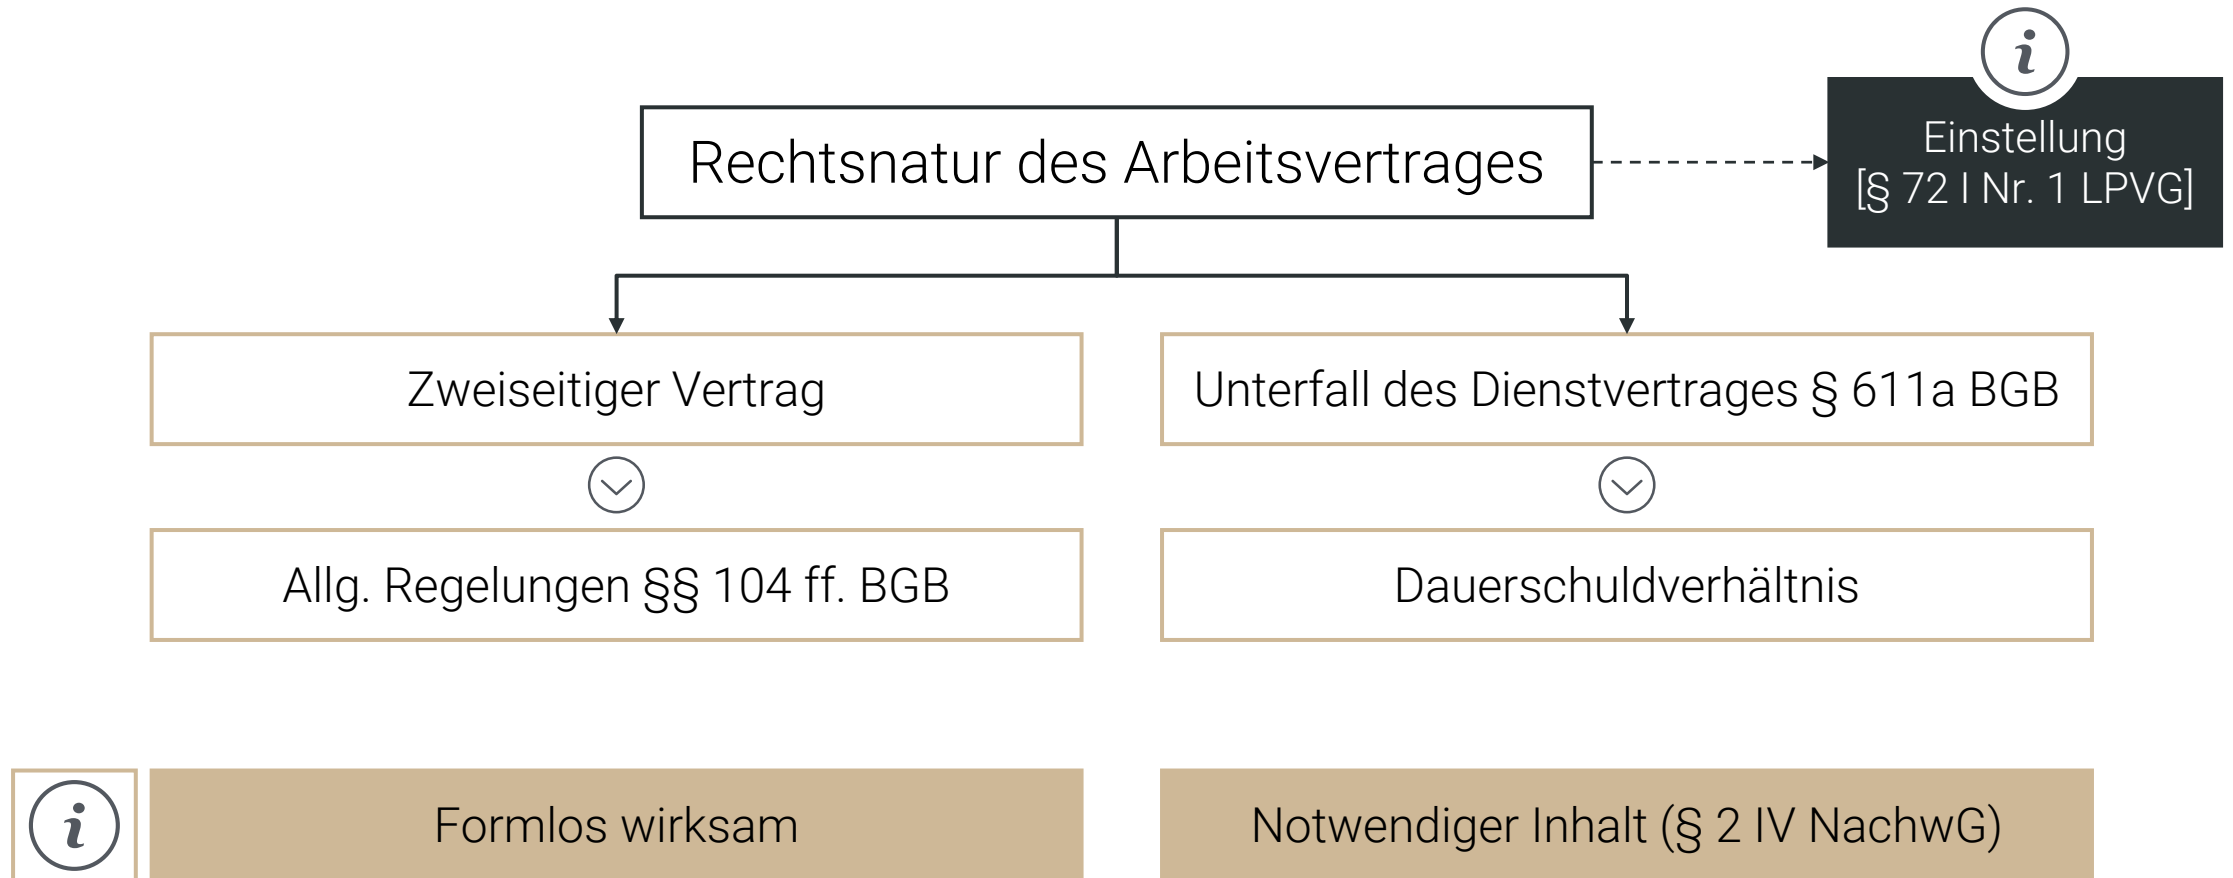 Rechtsnatur des Arbeitsvertrages
Einstellung
[§ 72 I Nr. 1 LPVG]
Zweiseitiger Vertrag
Unterfall des Dienstvertrages § 611a BGB
Allg. Regelungen §§ 104 ff. BGB
Dauerschuldverhältnis
Formlos wirksam
Notwendiger Inhalt (§ 2 IV NachwG)